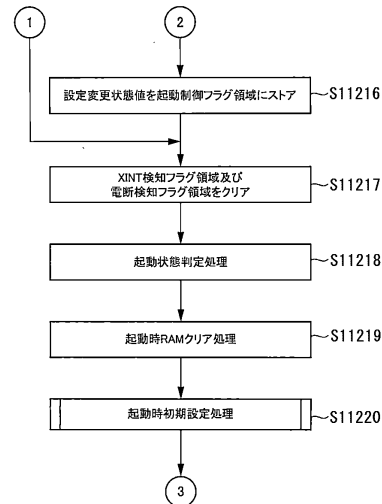 1
2
設定変更状態値を起動制御フラグ領域にストア
S11216
XINT検知フラグ領域及び
電断検知フラグ領域をクリア
S11217
起動状態判定処理
S11218
起動時RAMクリア処理
S11219
起動時初期設定処理
S11220
3